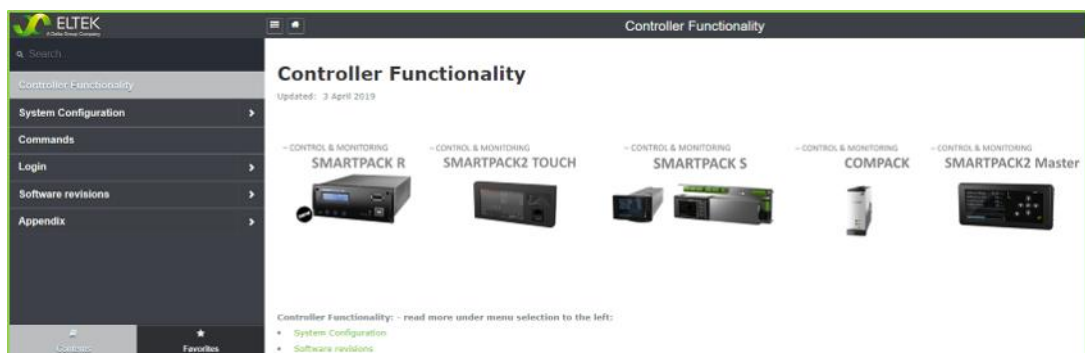 ELTEK
A Delta Group Company
Controller Functionality
Search
Controller Functionality
System Configuration
Commands
Login
Software revisions
Appendix
Contents
Favorites
Controller Functionality
Updated: 3 April 2019
– CONTROL & MONITORING
SMARTPACK R
– CONTROL & MONITORING
SMARTPACK2 TOUCH
– CONTROL & MONITORING
SMARTPACK S
– CONTROL & MONITORING
COMPACK
– CONTROL & MONITORING
SMARTPACK2 Master
Controller Functionality: - read more under menu selection to the left:
• System Configuration
• Software revisions